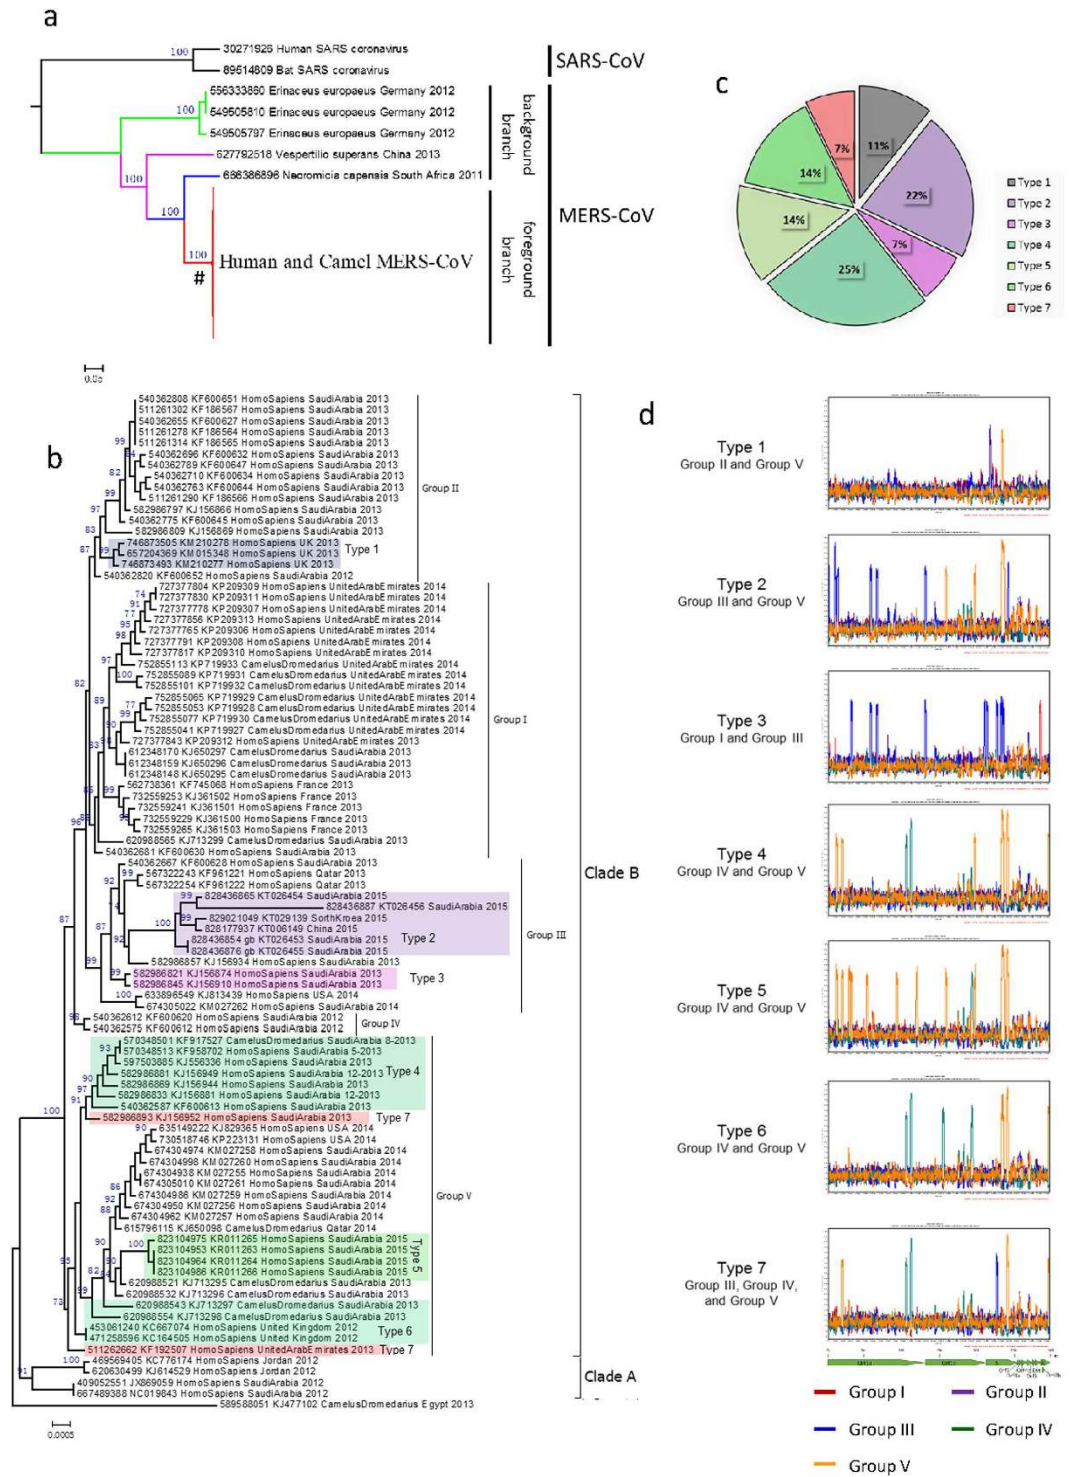 a
100
30271926 Human SARS coronavirus
89514809 Bat SARS coronavirus
SARS-CoV
100
556333860 Erinaceus europaeus Germany 2012
549505810 Erinaceus europaeus Germany 2012
549505797 Erinaceus europaeus Germany 2012
100
627792518 Vespertilio superans China 2013
100
666386896 Neoromicia capensis South Africa 2011
100
#
Human and Camel MERS-CoV
background branch
foreground branch
MERS-CoV
0.05
c
11%
22%
7%
25%
14%
14%
7%
Type 1
Type 2
Type 3
Type 4
Type 5
Type 6
Type 7
b
540362808 KF600651 HomoSapiens SaudiArabia 2013
511261302 KF186567 HomoSapiens SaudiArabia 2013
540362655 KF600627 HomoSapiens SaudiArabia 2013
511261278 KF186564 HomoSapiens SaudiArabia 2013
511261314 KF186565 HomoSapiens SaudiArabia 2013
540362696 KF600632 HomoSapiens SaudiArabia 2013
540362789 KF600647 HomoSapiens SaudiArabia 2013
540362710 KF600634 HomoSapiens SaudiArabia 2013
540362763 KF600644 HomoSapiens SaudiArabia 2013
511261290 KF186566 HomoSapiens SaudiArabia 2013
582986797 KJ156866 HomoSapiens SaudiArabia 2013
540362775 KF600645 HomoSapiens SaudiArabia 2013
582986809 KJ156869 HomoSapiens SaudiArabia 2013
746873505 KM210278 HomoSapiens UK 2013
657204369 KM015348 HomoSapiens UK 2013
746873493 KM210277 HomoSapiens UK 2013
Type 1
540362820 KF600652 HomoSapiens SaudiArabia 2012
Group II
727377804 KP209309 HomoSapiens UnitedArabEmirates 2014
727377830 KP209311 HomoSapiens UnitedArabEmirates 2014
727377778 KP209307 HomoSapiens UnitedArabEmirates 2014
727377856 KP209313 HomoSapiens UnitedArabEmirates 2014
727377765 KP209306 HomoSapiens UnitedArabEmirates 2014
727377791 KP209308 HomoSapiens UnitedArabEmirates 2014
727377817 KP209310 HomoSapiens UnitedArabEmirates 2014
752855113 KP719933 CamelusDromedarius UnitedArabEmirates 2014
752855089 KP719931 CamelusDromedarius UnitedArabEmirates 2014
752855101 KP719932 CamelusDromedarius UnitedArabEmirates 2014
752855065 KP719929 CamelusDromedarius UnitedArabEmirates 2014
752855053 KP719928 CamelusDromedarius UnitedArabEmirates 2014
752855077 KP719930 CamelusDromedarius UnitedArabEmirates 2014
752855041 KP719927 CamelusDromedarius UnitedArabEmirates 2014
727377843 KP209312 HomoSapiens UnitedArabEmirates 2013
612348170 KJ650297 CamelusDromedarius SaudiArabia 2013
612348159 KJ650296 CamelusDromedarius SaudiArabia 2013
612348148 KJ650295 CamelusDromedarius SaudiArabia 2013
562738361 KF745068 HomoSapiens France 2013
732559253 KJ361502 HomoSapiens France 2013
732559241 KJ361501 HomoSapiens France 2013
732559229 KJ361500 HomoSapiens France 2013
732559265 KJ361503 HomoSapiens France 2013
620988565 KJ713299 CamelusDromedarius SaudiArabia 2013
540362681 KF600630 HomoSapiens SaudiArabia 2013
Group I
540362667 KF600628 HomoSapiens SaudiArabia 2013
567322243 KF961221 HomoSapiens Qatar 2013
567322254 KF961222 HomoSapiens Qatar 2013
828436865 KT026454 SaudiArabia 2015
828436887 KT026456 SaudiArabia 2015
829021049 KT029139 SorthKroea 2015
828177937 KT006149 China 2015
828436854 gb KT026453 SaudiArabia 2015
828436876 gb KT026455 SaudiArabia 2015
Type 2
582986857 KJ156934 HomoSapiens SaudiArabia 2013
582986821 KJ156874 HomoSapiens SaudiArabia 2013
582986845 KJ156910 HomoSapiens SaudiArabia 2013
Type 3
633896549 KJ813439 HomoSapiens USA 2014
674305022 KM027262 HomoSapiens SaudiArabia 2014
Group III
540362612 KF600620 HomoSapiens SaudiArabia 2012
540362575 KF600612 HomoSapiens SaudiArabia 2012
Group IV
570348501 KF917527 CamelusDromedarius SaudiArabia 8-2013
570348513 KF958702 HomoSapiens SaudiArabia 5-2013
597503885 KJ556336 HomoSapiens SaudiArabia 2013
582986881 KJ156949 HomoSapiens SaudiArabia 12-2013
582986869 KJ156944 HomoSapiens SaudiArabia 2013
582986833 KJ156881 HomoSapiens SaudiArabia 12-2013
540362587 KF600613 HomoSapiens SaudiArabia 2013
Type 4
582986893 KJ156952 HomoSapiens SaudiArabia 2013
Type 7
635149222 KJ829365 HomoSapiens USA 2014
730518746 KP223131 HomoSapiens USA 2014
674304974 KM027258 HomoSapiens SaudiArabia 2014
674304998 KM027260 HomoSapiens SaudiArabia 2014
674304938 KM027255 HomoSapiens SaudiArabia 2014
674305010 KM027261 HomoSapiens SaudiArabia 2014
674304986 KM027259 HomoSapiens SaudiArabia 2014
674304950 KM027256 HomoSapiens SaudiArabia 2014
674304962 KM027257 HomoSapiens SaudiArabia 2014
615796115 KJ650098 CamelusDromedarius Qatar 2014
823104975 KR011265 HomoSapiens SaudiArabia 2015
823104953 KR011263 HomoSapiens SaudiArabia 2015
823104964 KR011264 HomoSapiens SaudiArabia 2015
823104986 KR011266 HomoSapiens SaudiArabia 2015
Type 5
620988521 KJ713295 CamelusDromedarius SaudiArabia 2013
620988532 KJ713296 CamelusDromedarius SaudiArabia 2013
620988543 KJ713297 CamelusDromedarius SaudiArabia 2013
620988554 KJ713298 CamelusDromedarius SaudiArabia 2013
453061240 KC667074 HomoSapiens United Kingdom 2012
471258596 KC164505 HomoSapiens United Kingdom 2012
Type 6
511262662 KF192507 HomoSapiens UnitedArabEmirates 2013
Type 7
Group V
Clade B
469569405 KC776174 HomoSapiens Jordan 2012
620630499 KJ614529 HomoSapiens Jordan 2012
409052551 JX869059 HomoSapiens SaudiArabia 2012
667489388 NC019843 HomoSapiens SaudiArabia 2012
Clade A
589588051 KJ477102 CamelusDromedarius Egypt 2013
0.0005
d
Type 1
Group II and Group V
Type 2
Group III and Group V
Type 3
Group I and Group III
Type 4
Group IV and Group V
Type 5
Group IV and Group V
Type 6
Group IV and Group V
Type 7
Group III, Group IV,
and Group V
Group I
Group II
Group III
Group IV
Group V